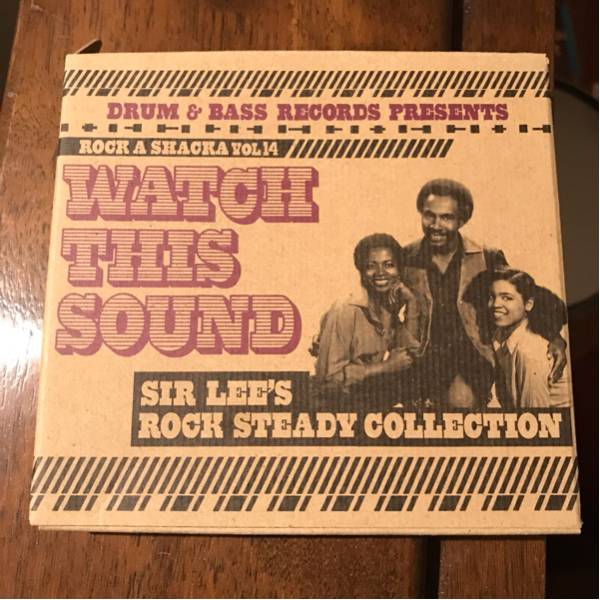 DRUM & BASS RECORDS PRESENTS
ROCK A SHACKA VOL 14
WATCH
THIS
SOUND
SIR LEE'S
ROCK STEADY COLLECTION